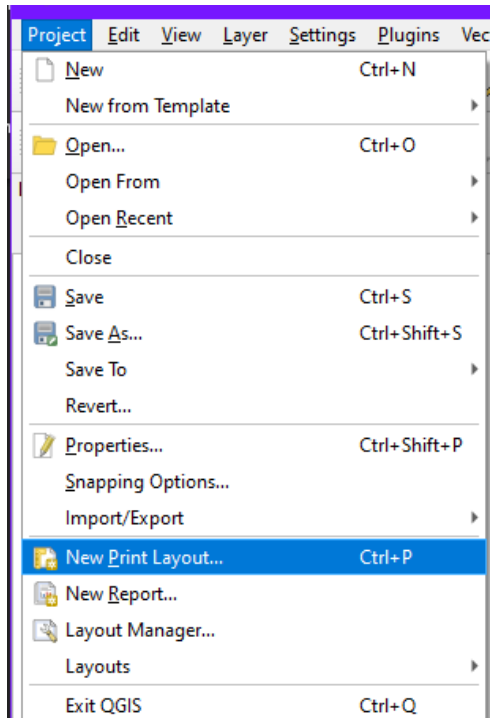 Project Edit View Layer Settings Plugins Vec
New Ctrl+N
New from Template
Open... Ctrl+O
Open From
Open Recent
Close
Save Ctrl+S
Save As... Ctrl+Shift+S
Save To
Revert...
Properties... Ctrl+Shift+P
Snapping Options...
Import/Export
New Print Layout... Ctrl+P
New Report...
Layout Manager...
Layouts
Exit QGIS Ctrl+Q